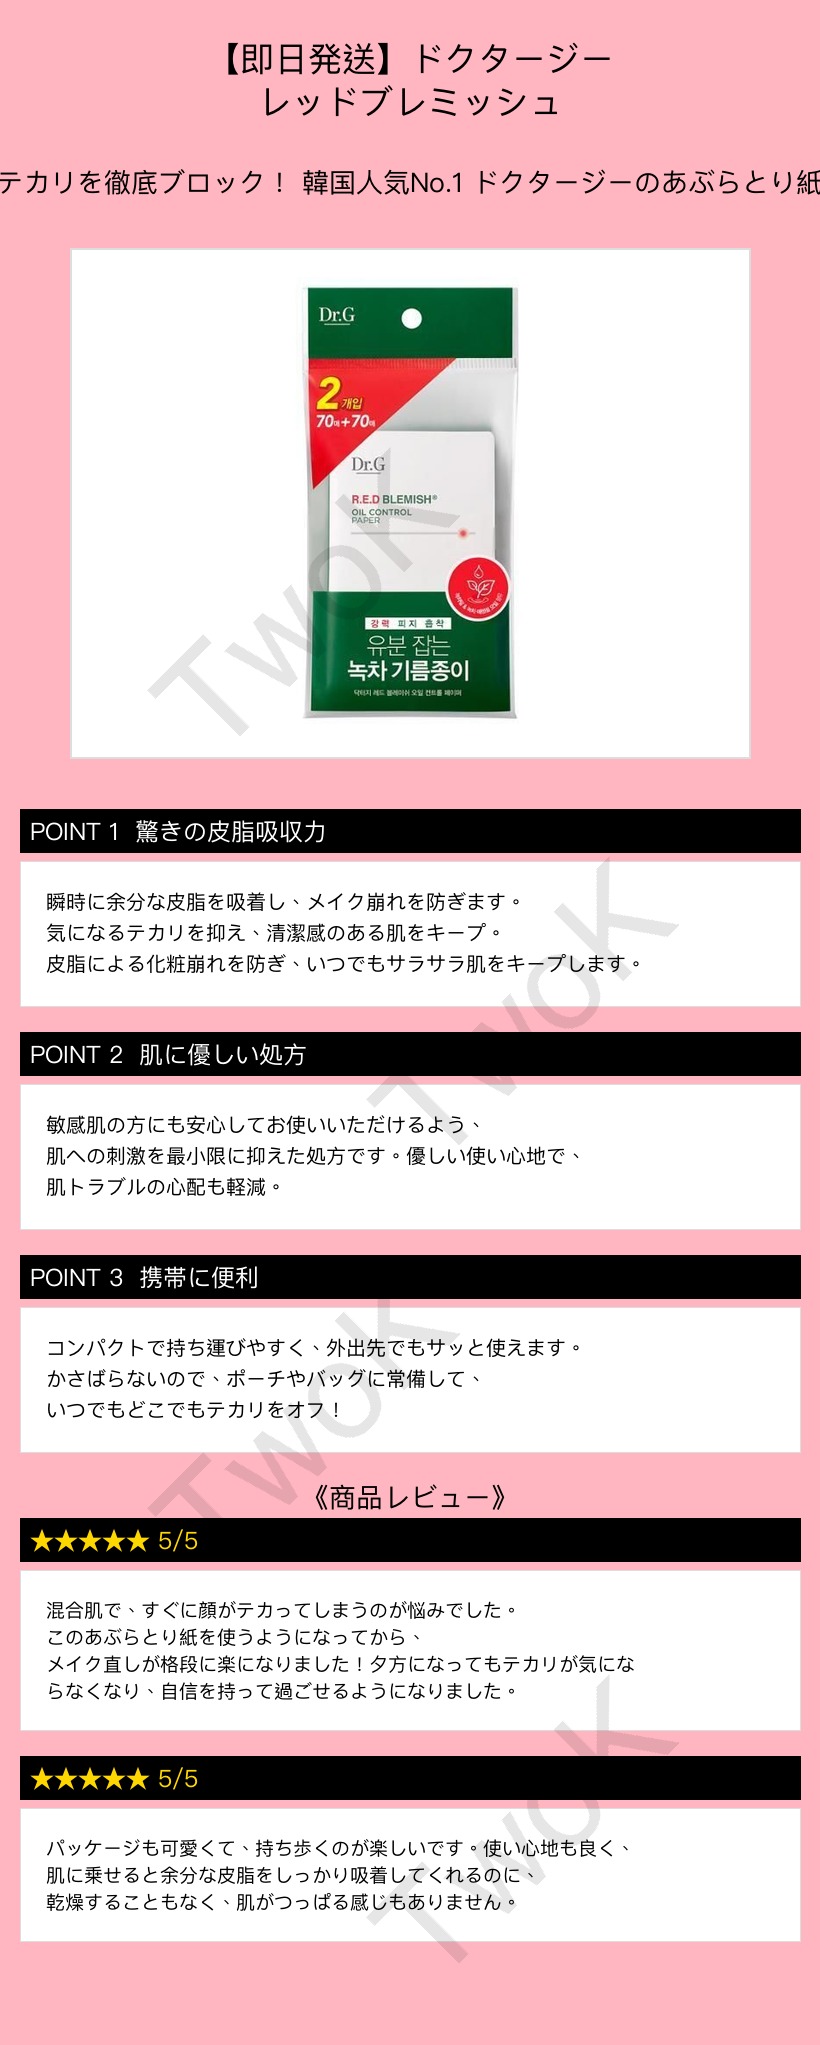 【即日発送】ドクタージー
レッドブレミッシュ
テカリを徹底ブロック！ 韓国人気No.1 ドクタージーのあぶらとり紙
Dr.G
2개입
70매+70매
Dr.G
R.E.D BLEMISH®
OIL CONTROL
PAPER
강력 피지 흡착
유분 잡는
녹차 기름종이
닥터지 레드 블레미쉬 오일 컨트롤 페이퍼
TwoK
POINT 1 驚きの皮脂吸収力
瞬時に余分な皮脂を吸着し、メイク崩れを防ぎます。
気になるテカリを抑え、清潔感のある肌をキープ。
皮脂による化粧崩れを防ぎ、いつでもサラサラ肌をキープします。
TwoK
POINT 2 肌に優しい処方
敏感肌の方にも安心してお使いいただけるよう、
肌への刺激を最小限に抑えた処方です。優しい使い心地で、
肌トラブルの心配も軽減。
POINT 3 携帯に便利
コンパクトで持ち運びやすく、外出先でもサッと使えます。
かさばらないので、ポーチやバッグに常備して、
いつでもどこでもテカリをオフ！
TwoK
《商品レビュー》
★★★★★ 5/5
混合肌で、すぐに顔がテカってしまうのが悩みでした。
このあぶらとり紙を使うようになってから、
メイク直しが格段に楽になりました！夕方になってもテカリが気にな
らなくなり、自信を持って過ごせるようになりました。
★★★★★ 5/5
パッケージも可愛くて、持ち歩くのが楽しいです。使い心地も良く、
肌に乗せると余分な皮脂をしっかり吸着してくれるのに、
乾燥することもなく、肌がつっぱる感じもありません。
TwoK